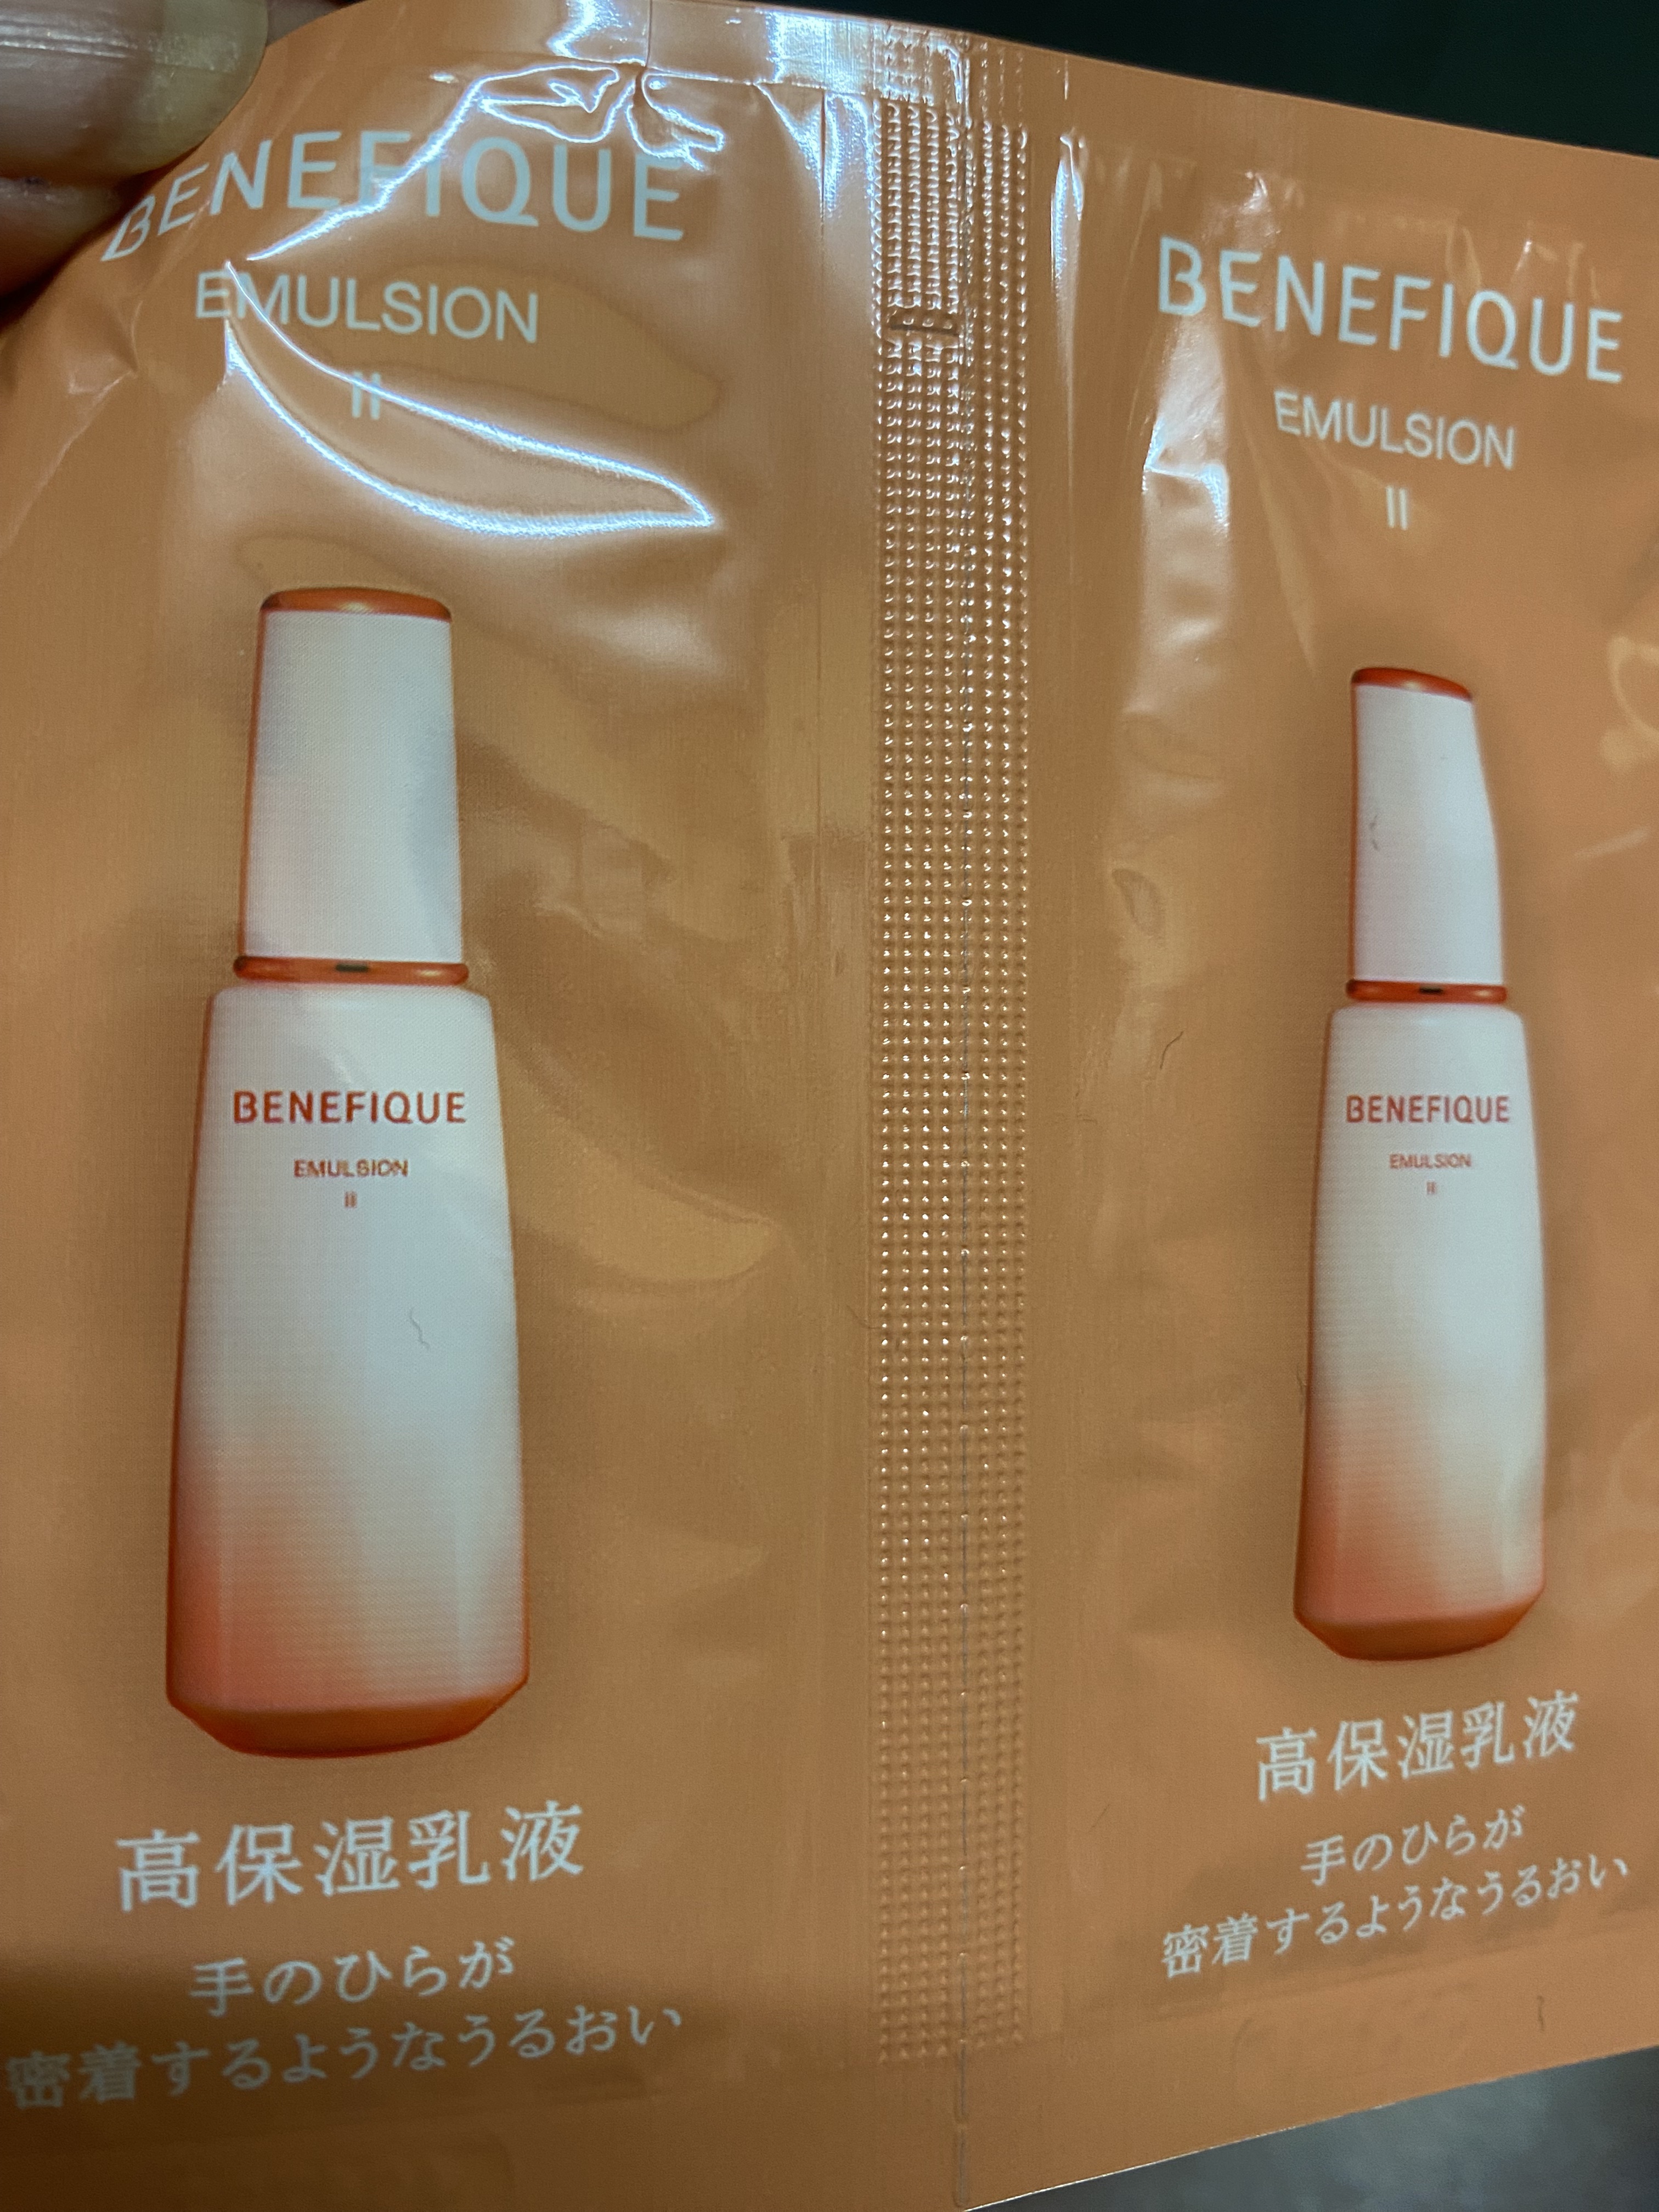 BENEFIQUE
EMULSION
II
BENEFIQUE
EMULSION
II
高保湿乳液
手のひらが
密着するようなうるおい
BENEFIQUE
EMULSION
II
BENEFIQUE
EMULSION
II
高保湿乳液
手のひらが
密着するようなうるおい